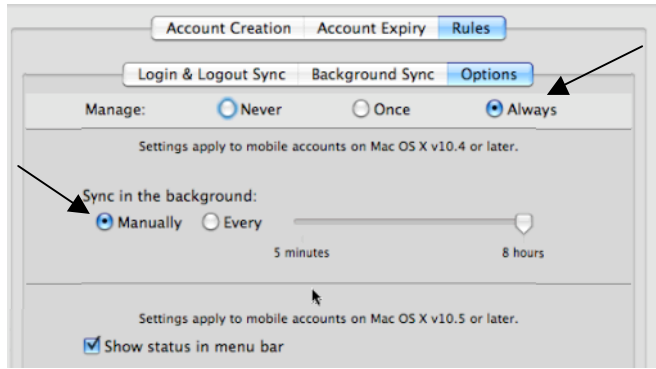 Account Creation Account Expiry Rules
Login & Logout Sync Background Sync Options
Manage: Never Once Always
Settings apply to mobile accounts on Mac OS X v10.4 or later.
Sync in the background:
Manually Every
5 minutes 8 hours
Settings apply to mobile accounts on Mac OS X v10.5 or later.
Show status in menu bar